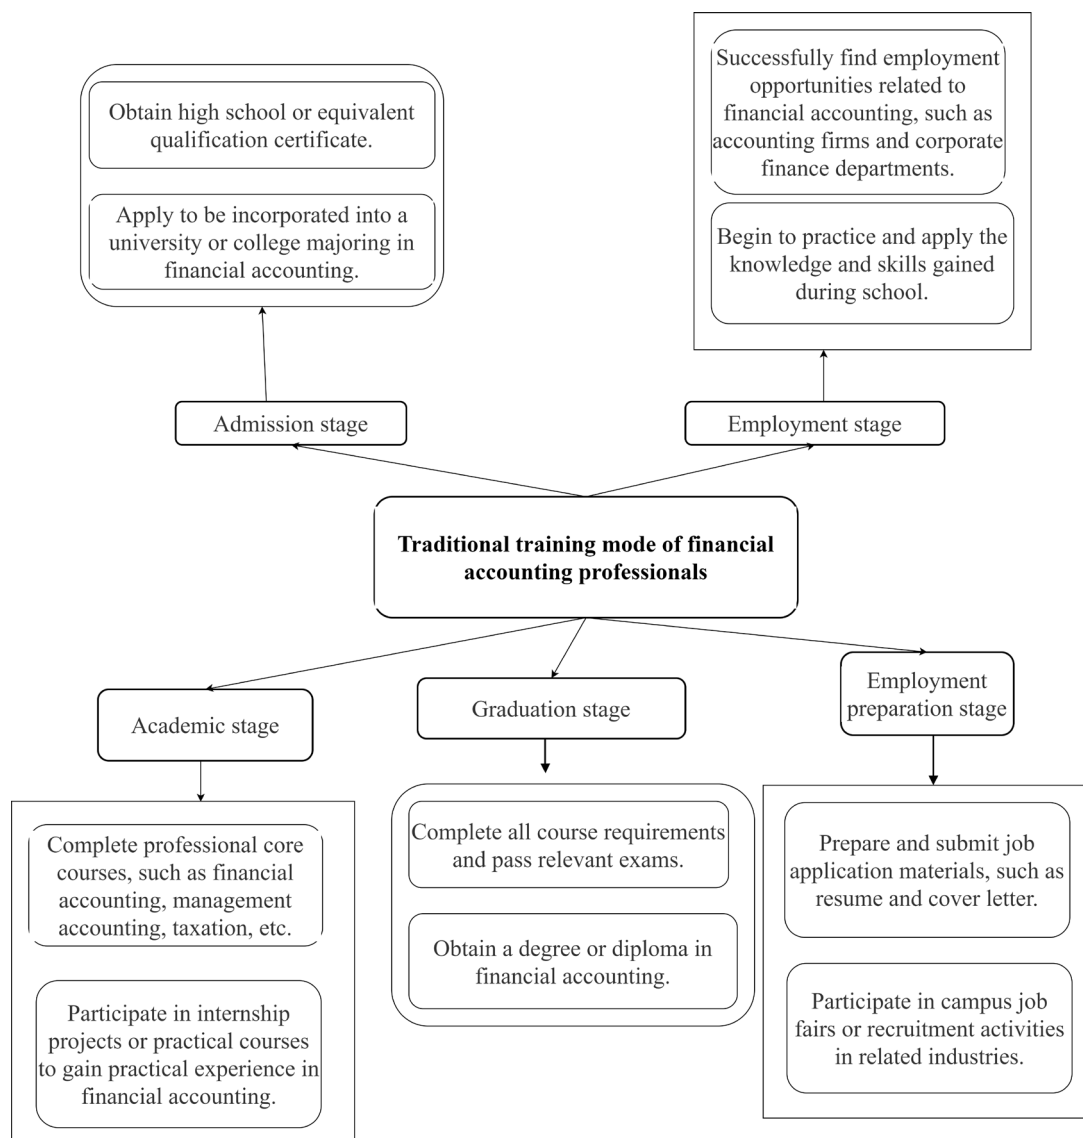 Obtain high school or equivalent
qualification certificate.
Apply to be incorporated into a
university or college majoring in
financial accounting.
Successfully find employment
opportunities related to
financial accounting, such as
accounting firms and corporate
finance departments.
Begin to practice and apply the
knowledge and skills gained
during school.
Admission stage
Employment stage
Traditional training mode of financial
accounting professionals
Academic stage
Graduation stage
Employment
preparation stage
Complete professional core
courses, such as financial
accounting, management
accounting, taxation, etc.
Participate in internship
projects or practical courses
to gain practical experience in
financial accounting.
Complete all course requirements
and pass relevant exams.
Obtain a degree or diploma in
financial accounting.
Prepare and submit job
application materials, such as
resume and cover letter.
Participate in campus job
fairs or recruitment activities
in related industries.